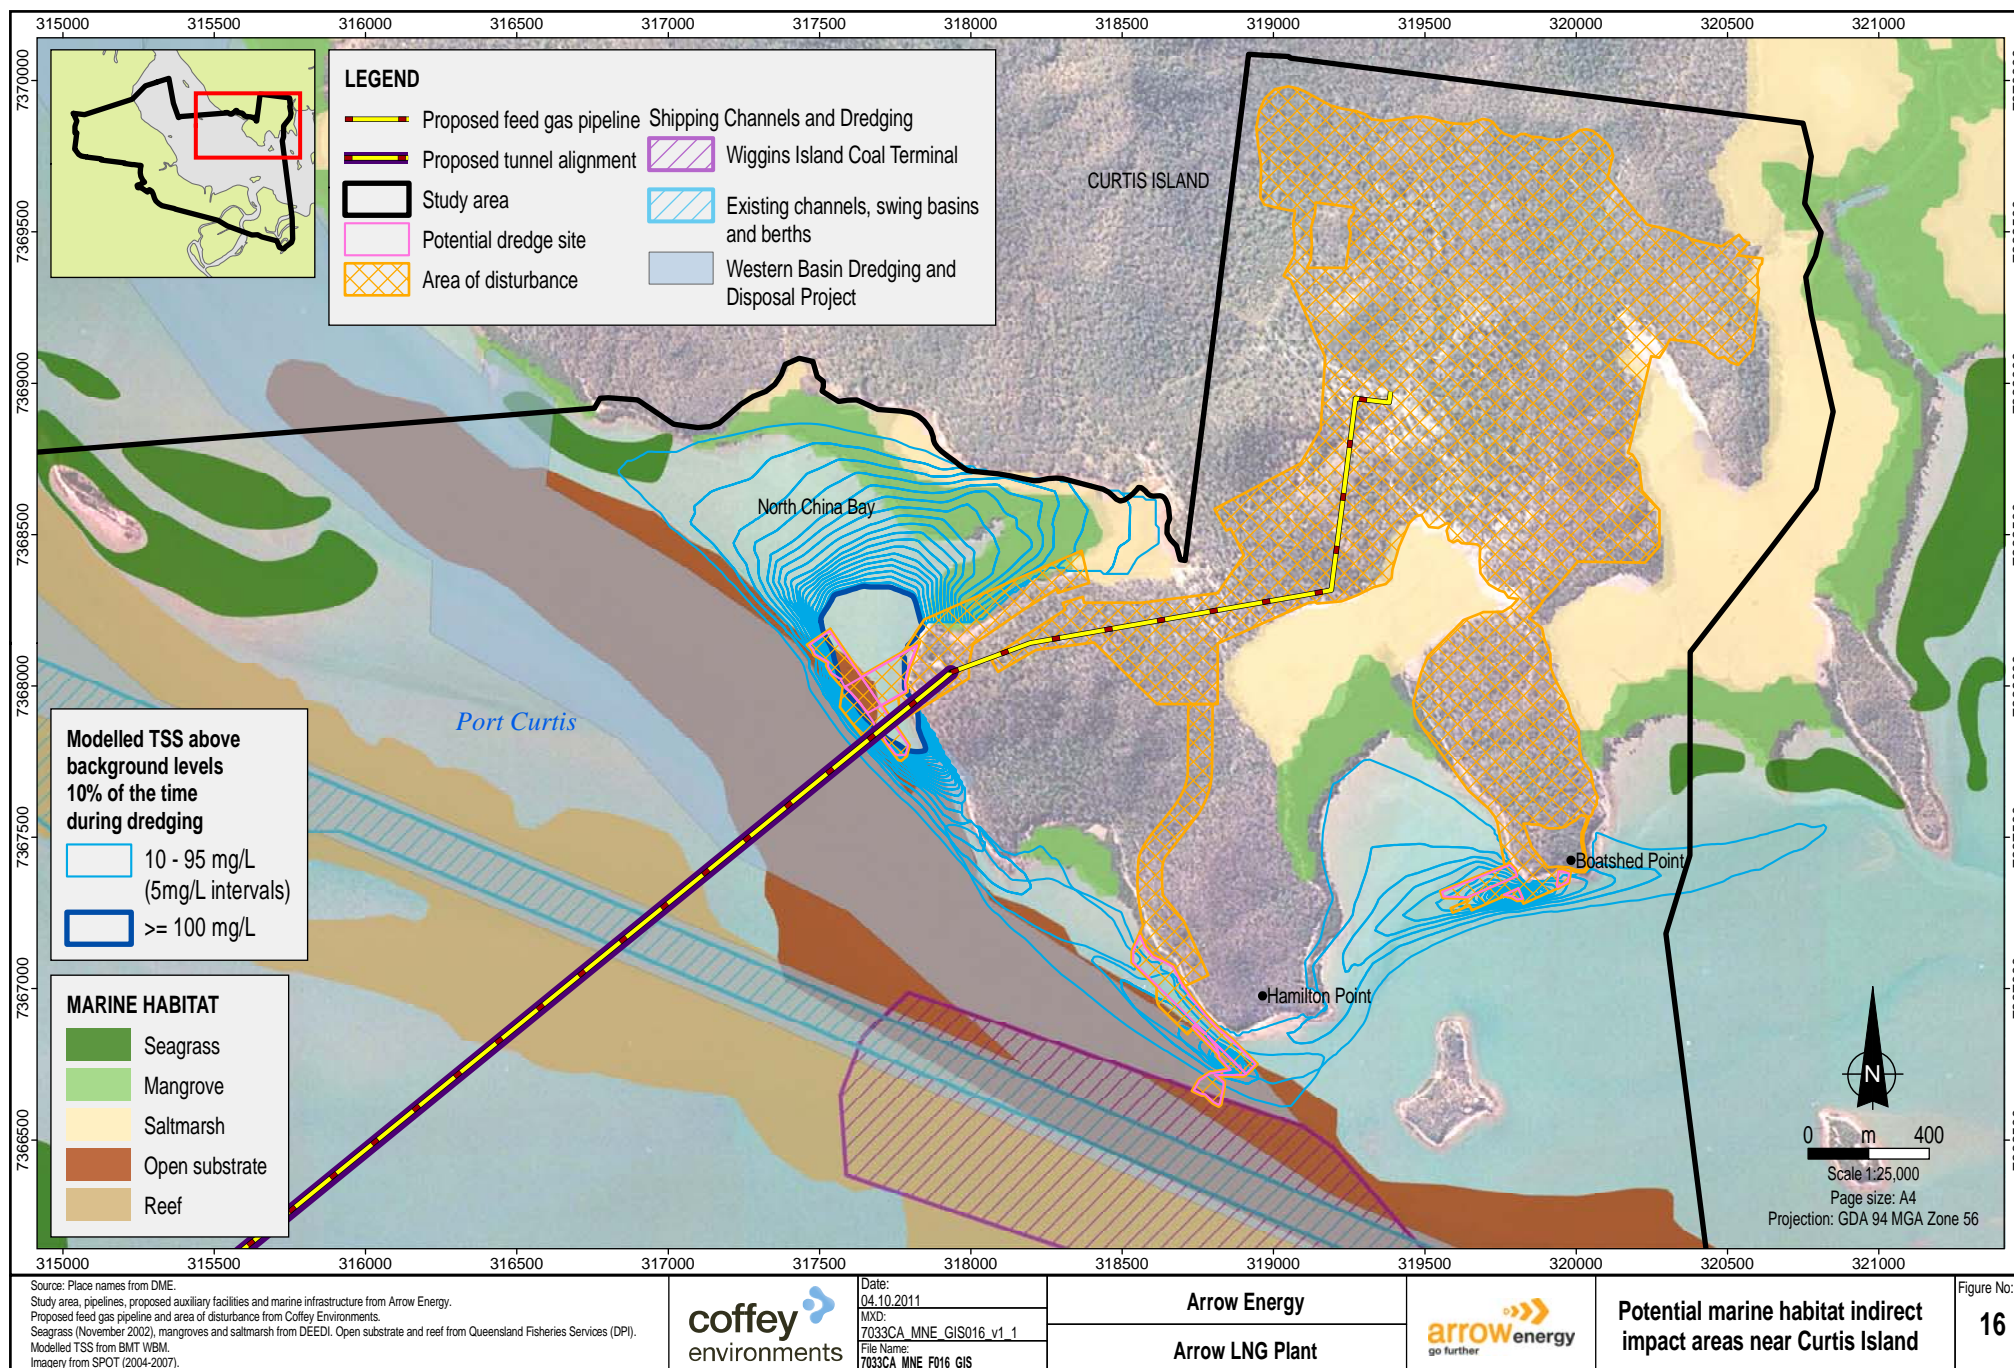 315000 315500 316000 316500 317000 317500 318000 318500 319000 319500 320000 320500 321000
7370000
7369500
7369000
7368500
7368000
7367500
7367000
7366500
LEGEND
Proposed feed gas pipeline
Proposed tunnel alignment
Study area
Potential dredge site
Area of disturbance
Shipping Channels and Dredging
Wiggins Island Coal Terminal
Existing channels, swing basins
and berths
Western Basin Dredging and
Disposal Project
CURTIS ISLAND
North China Bay
Port Curtis
Boatshed Point
Hamilton Point
Modelled TSS above
background levels
10% of the time
during dredging
10 - 95 mg/L
(5mg/L intervals)
>= 100 mg/L
MARINE HABITAT
Seagrass
Mangrove
Saltmarsh
Open substrate
Reef
N
0 m 400
Scale 1:25,000
Page size: A4
Projection: GDA 94 MGA Zone 56
315000 315500 316000 316500 317000 317500 318000 318500 319000 319500 320000 320500 321000
Source: Place names from DME.
Study area, pipelines, proposed auxiliary facilities and marine infrastructure from Arrow Energy.
Proposed feed gas pipeline and area of disturbance from Coffey Environments.
Seagrass (November 2002), mangroves and saltmarsh from DEEDI. Open substrate and reef from Queensland Fisheries Services (DPI).
Modelled TSS from BMT WBM.
Imagery from SPOT (2004-2007).
coffey
environments
Date:
04.10.2011
MXD:
7033CA_MNE_GIS016_v1_1
File Name:
7033CA_MNE_F016_GIS
Arrow Energy
Arrow LNG Plant
arrow energy
go further
Potential marine habitat indirect
impact areas near Curtis Island
Figure No:
16